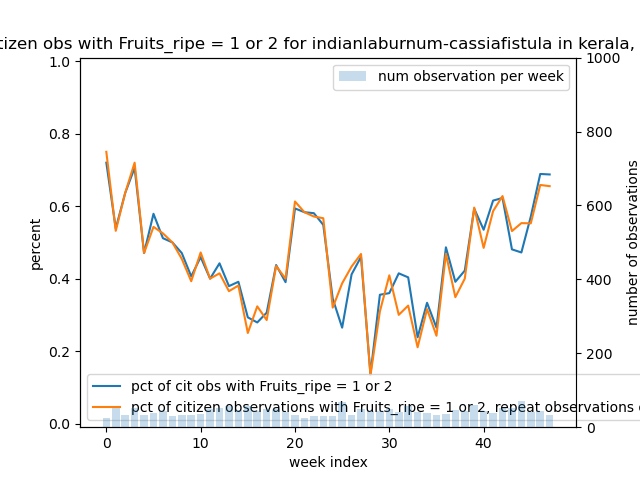 tizen obs with Fruits_ripe = 1 or 2 for indianlaburnum-cassiafistula in kerala,
num observation per week
1.0
0.8
0.6
0.4
0.2
0.0
percent
1000
800
600
400
200
0
number of observations
pct of cit obs with Fruits_ripe = 1 or 2
pct of citizen observations with Fruits_ripe = 1 or 2, repeat observations
0 10 20 30 40
week index